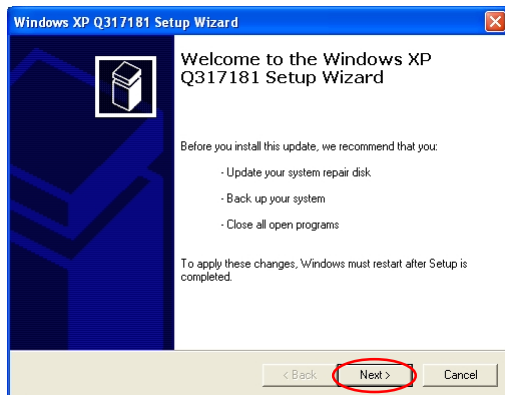 Windows XP Q317181 Setup Wizard
Welcome to the Windows XP
Q317181 Setup Wizard
Before you install this update, we recommend that you:
· Update your system repair disk
· Back up your system
· Close all open programs
To apply these changes, Windows must restart after Setup is
completed.
< Back
Next >
Cancel